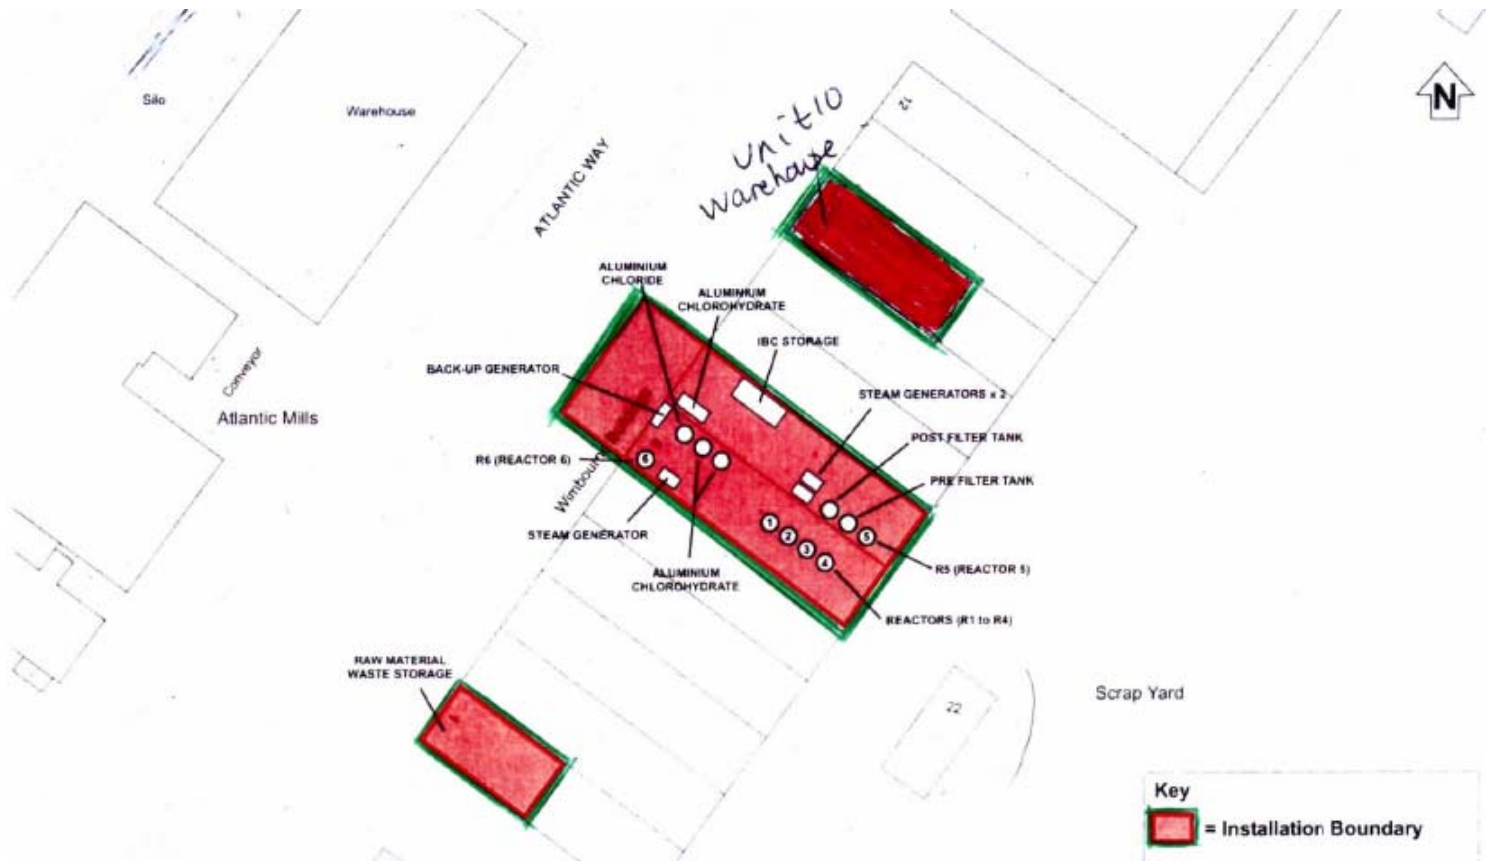 Silo
Warehouse
N
12
Unit 10
Warehouse
ATLANTIC WAY
ALUMINIUM
CHLORIDE
ALUMINIUM
CHLOROHYDRATE
IBC STORAGE
BACK-UP GENERATOR
STEAM GENERATORS x 2
Conveyor
Atlantic Mills
POST FILTER TANK
R6 (REACTOR 6)
6
PRE FILTER TANK
STEAM GENERATOR
1
2
3
4
5
ALUMINIUM
CHLOROHYDRATE
R5 (REACTOR 5)
REACTORS (R1 to R4)
RAW MATERIAL
WASTE STORAGE
22
Scrap Yard
Key
= Installation Boundary